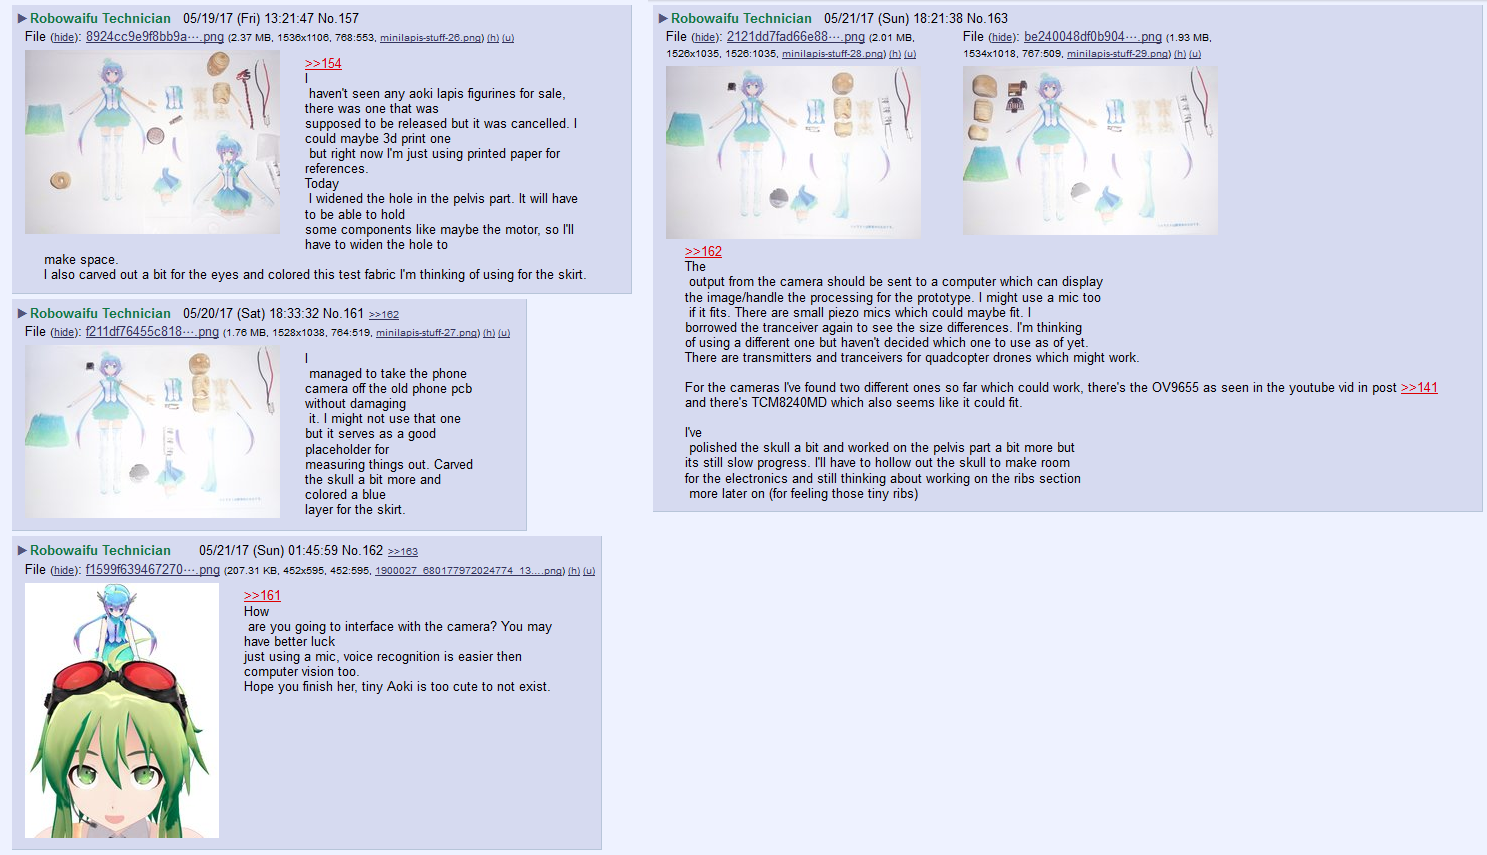 Robowaifu Technician 05/19/17 (Fri) 13:21:47 No.157
File (hide): 8924cc9e9f8bb9a⋯.png (2.37 MB, 1536x1106, 768:553, minilapis-stuff-26.png) (h) (u)
>>154
I
haven't seen any aoki lapis figurines for sale,
there was one that was
supposed to be released but it was cancelled. I
could maybe 3d print one
but right now I'm just using printed paper for
references.
Today
I widened the hole in the pelvis part. It will have
to be able to hold
some components like maybe the motor, so I'll
have to widen the hole to
make space.
I also carved out a bit for the eyes and colored this test fabric I'm thinking of using for the skirt.
Robowaifu Technician 05/20/17 (Sat) 18:33:32 No.161 >>162
File (hide): f211df76455c818⋯.png (1.76 MB, 1528x1038, 764:519, minilapis-stuff-27.png) (h) (u)
I
managed to take the phone
camera off the old phone pcb
without damaging
it. I might not use that one
but it serves as a good
placeholder for
measuring things out. Carved
the skull a bit more and
colored a blue
layer for the skirt.
Robowaifu Technician 05/21/17 (Sun) 01:45:59 No.162 >>163
File (hide): f1599f639467270⋯.png (207.31 KB, 452x595, 452:595, 1900027_680177972024774_13….png) (h) (u)
>>161
How
are you going to interface with the camera? You may
have better luck
just using a mic, voice recognition is easier then
computer vision too.
Hope you finish her, tiny Aoki is too cute to not exist.
Robowaifu Technician 05/21/17 (Sun) 18:21:38 No.163
File (hide): 2121dd7fad66e88⋯.png (2.01 MB,
1526x1035, 1526:1035, minilapis-stuff-28.png) (h) (u)
File (hide): be240048df0b904⋯.png (1.93 MB,
1534x1018, 767:509, minilapis-stuff-29.png) (h) (u)
>>162
The
output from the camera should be sent to a computer which can display
the image/handle the processing for the prototype. I might use a mic too
if it fits. There are small piezo mics which could maybe fit. I
borrowed the tranceiver again to see the size differences. I'm thinking
of using a different one but haven't decided which one to use as of yet.
There are transmitters and tranceivers for quadcopter drones which might work.
For the cameras I've found two different ones so far which could work, there's the OV9655 as seen in the youtube vid in post >>141
and there's TCM8240MD which also seems like it could fit.
I've
polished the skull a bit and worked on the pelvis part a bit more but
its still slow progress. I'll have to hollow out the skull to make room
for the electronics and still thinking about working on the ribs section
more later on (for feeling those tiny ribs)